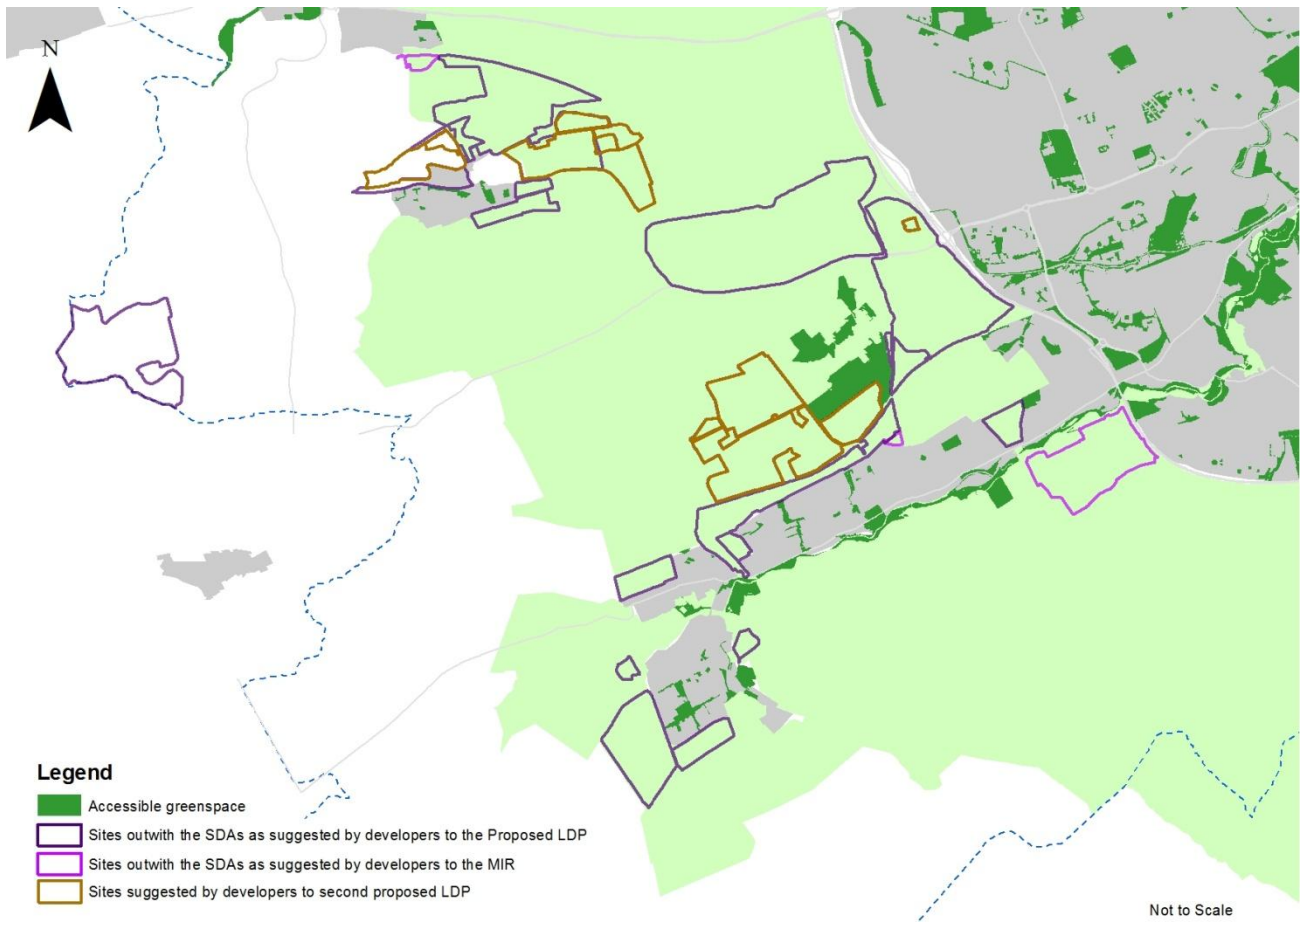 N
Legend
Accessible greenspace
Sites outwith the SDAs as suggested by developers to the Proposed LDP
Sites outwith the SDAs as suggested by developers to the MIR
Sites suggested by developers to second proposed LDP
Not to Scale